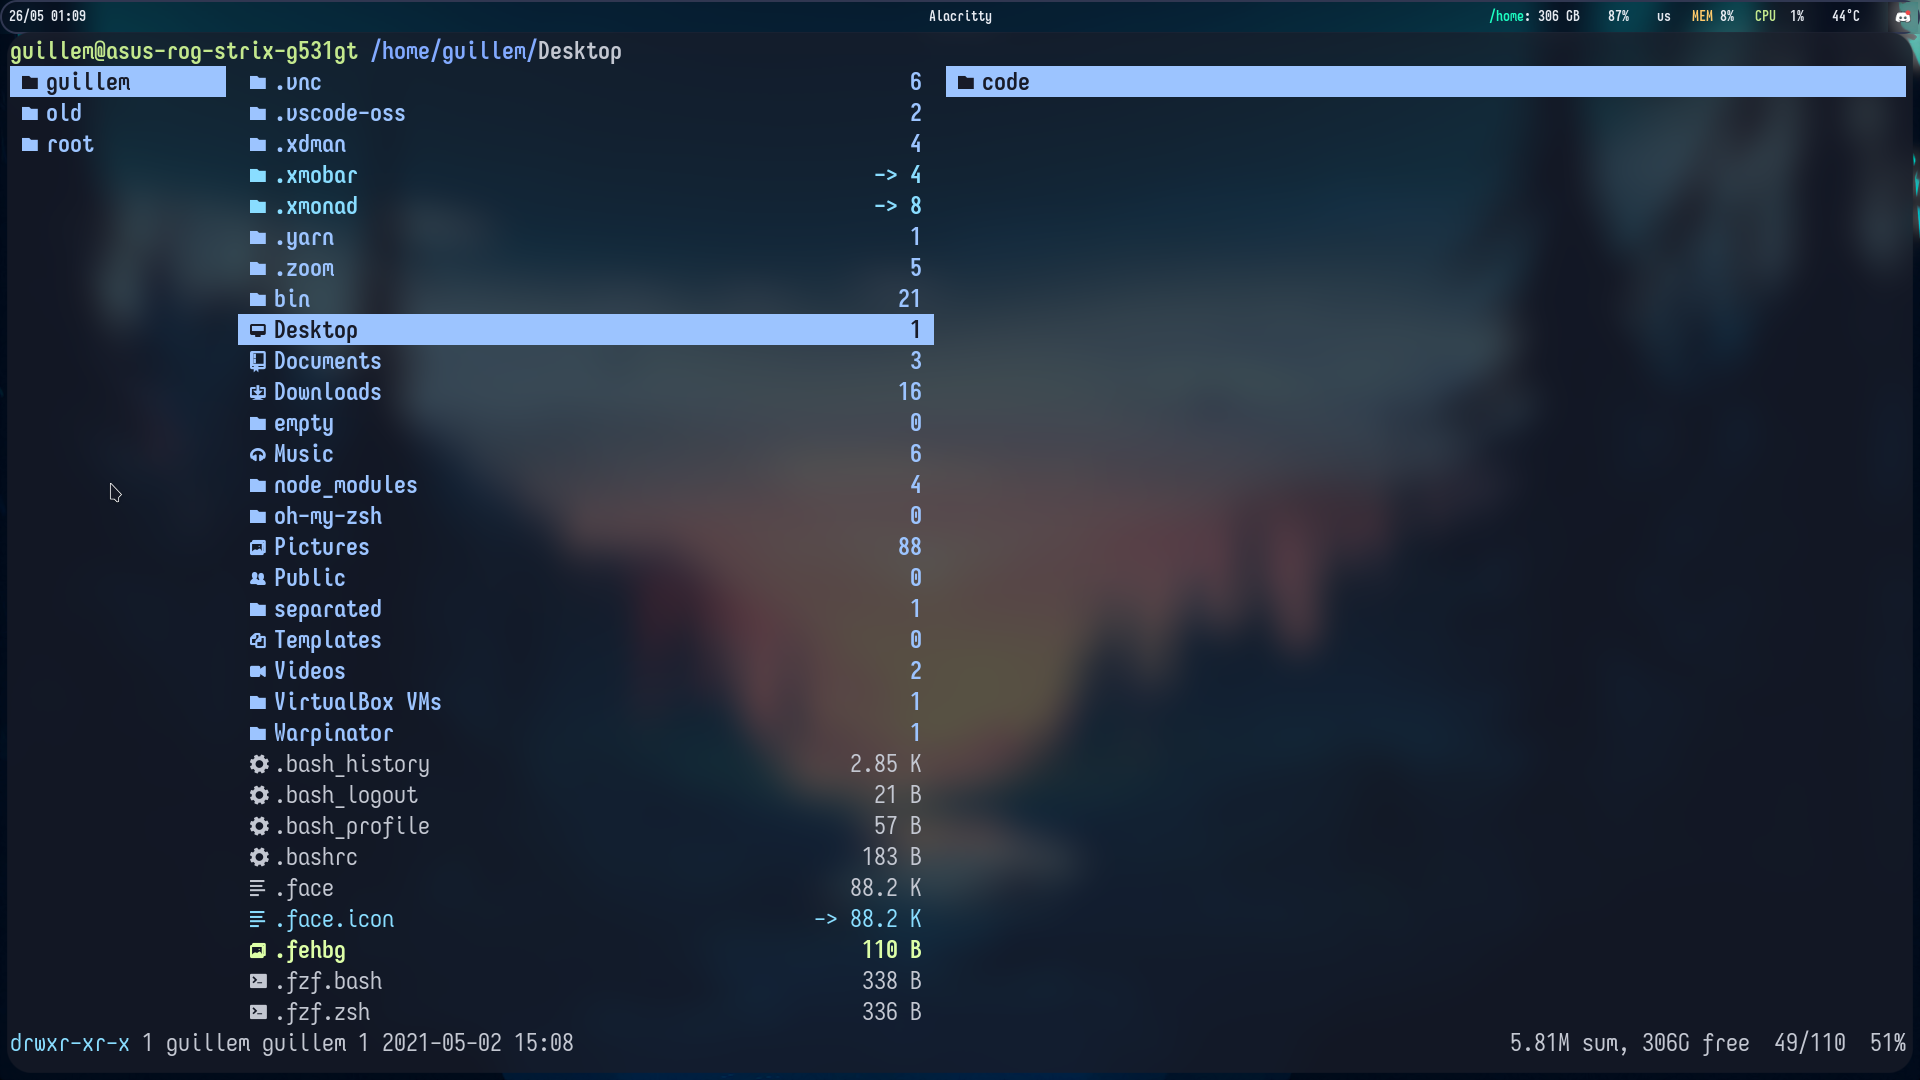 26/05 01:09
Alacritty
/home: 306 GB 87% us MEM 8% CPU 1% 44°C
guillem@asus-rog-strix-g531gt /home/guillem/Desktop
guillem
old
root
.vnc 6
.vscode-oss 2
.xdman 4
.xmobar -> 4
.xmonad -> 8
.yarn 1
.zoom 5
bin 21
Desktop 1
Documents 3
Downloads 16
empty 0
Music 6
node_modules 4
oh-my-zsh 0
Pictures 88
Public 0
separated 1
Templates 0
Videos 2
VirtualBox VMs 1
Warpinator 1
.bash_history 2.85 K
.bash_logout 21 B
.bash_profile 57 B
.bashrc 183 B
.face 88.2 K
.face.icon -> 88.2 K
.fehbg 110 B
.fzf.bash 338 B
.fzf.zsh 336 B
code
drwxr-xr-x 1 guillem guillem 1 2021-05-02 15:08
5.81M sum, 306G free 49/110 51%